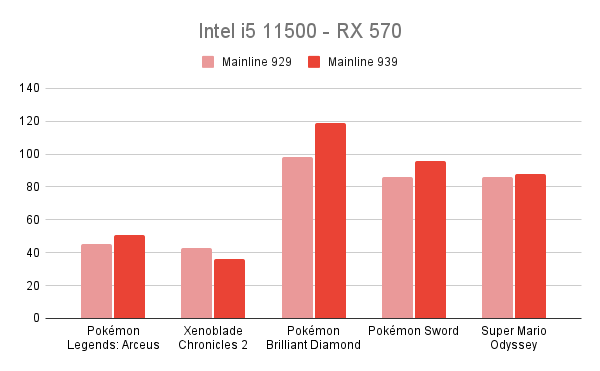 Intel i5 11500 - RX 570
Mainline 929
Mainline 939
140
120
100
80
60
40
20
0
Pokémon
Legends: Arceus
Xenoblade
Chronicles 2
Pokémon
Brilliant Diamond
Pokémon Sword
Super Mario
Odyssey